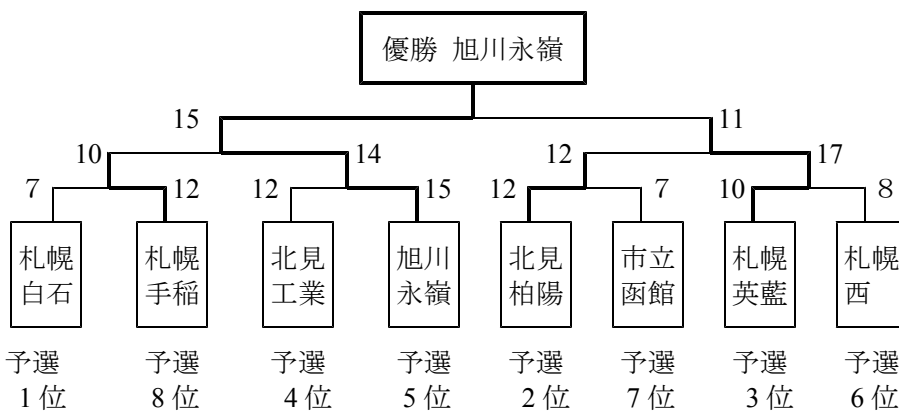 優勝 旭川永嶺
15 11
10 14 12 17
7 12 12 15 12 7 10 8
札幌 札幌 北見 旭川 北見 市立 札幌 札幌
白石 手稲 工業 永嶺 柏陽 函館 英藍 西
予選 予選 予選 予選 予選 予選 予選 予選
1位 8位 4位 5位 2位 7位 3位 6位